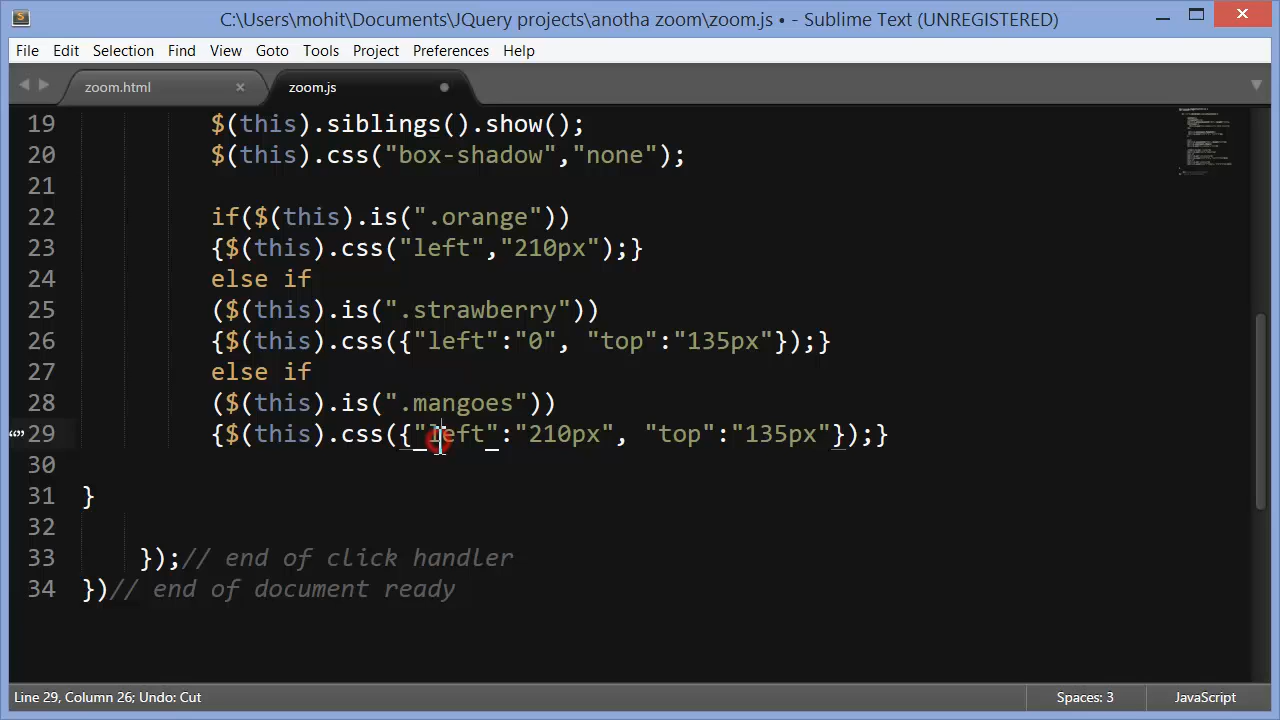 C:\Users\mohit\Documents\JQuery projects\anotha zoom\zoom.js • - Sublime Text (UNREGISTERED)
File Edit Selection Find View Goto Tools Project Preferences Help
zoom.html zoom.js
19 $(this).siblings().show();
20 $(this).css("box-shadow","none");
21
22 if($(this).is(".orange"))
23 {$(this).css("left","210px");}
24 else if
25 ($(this).is(".strawberry"))
26 {$(this).css({"left":"0", "top":"135px"});}
27 else if
28 ($(this).is(".mangoes"))
29 {$(this).css({"left":"210px", "top":"135px"});}
30
31 }
32
33 });// end of click handler
34 })// end of document ready
Line 29, Column 26; Undo: Cut Spaces: 3 JavaScript